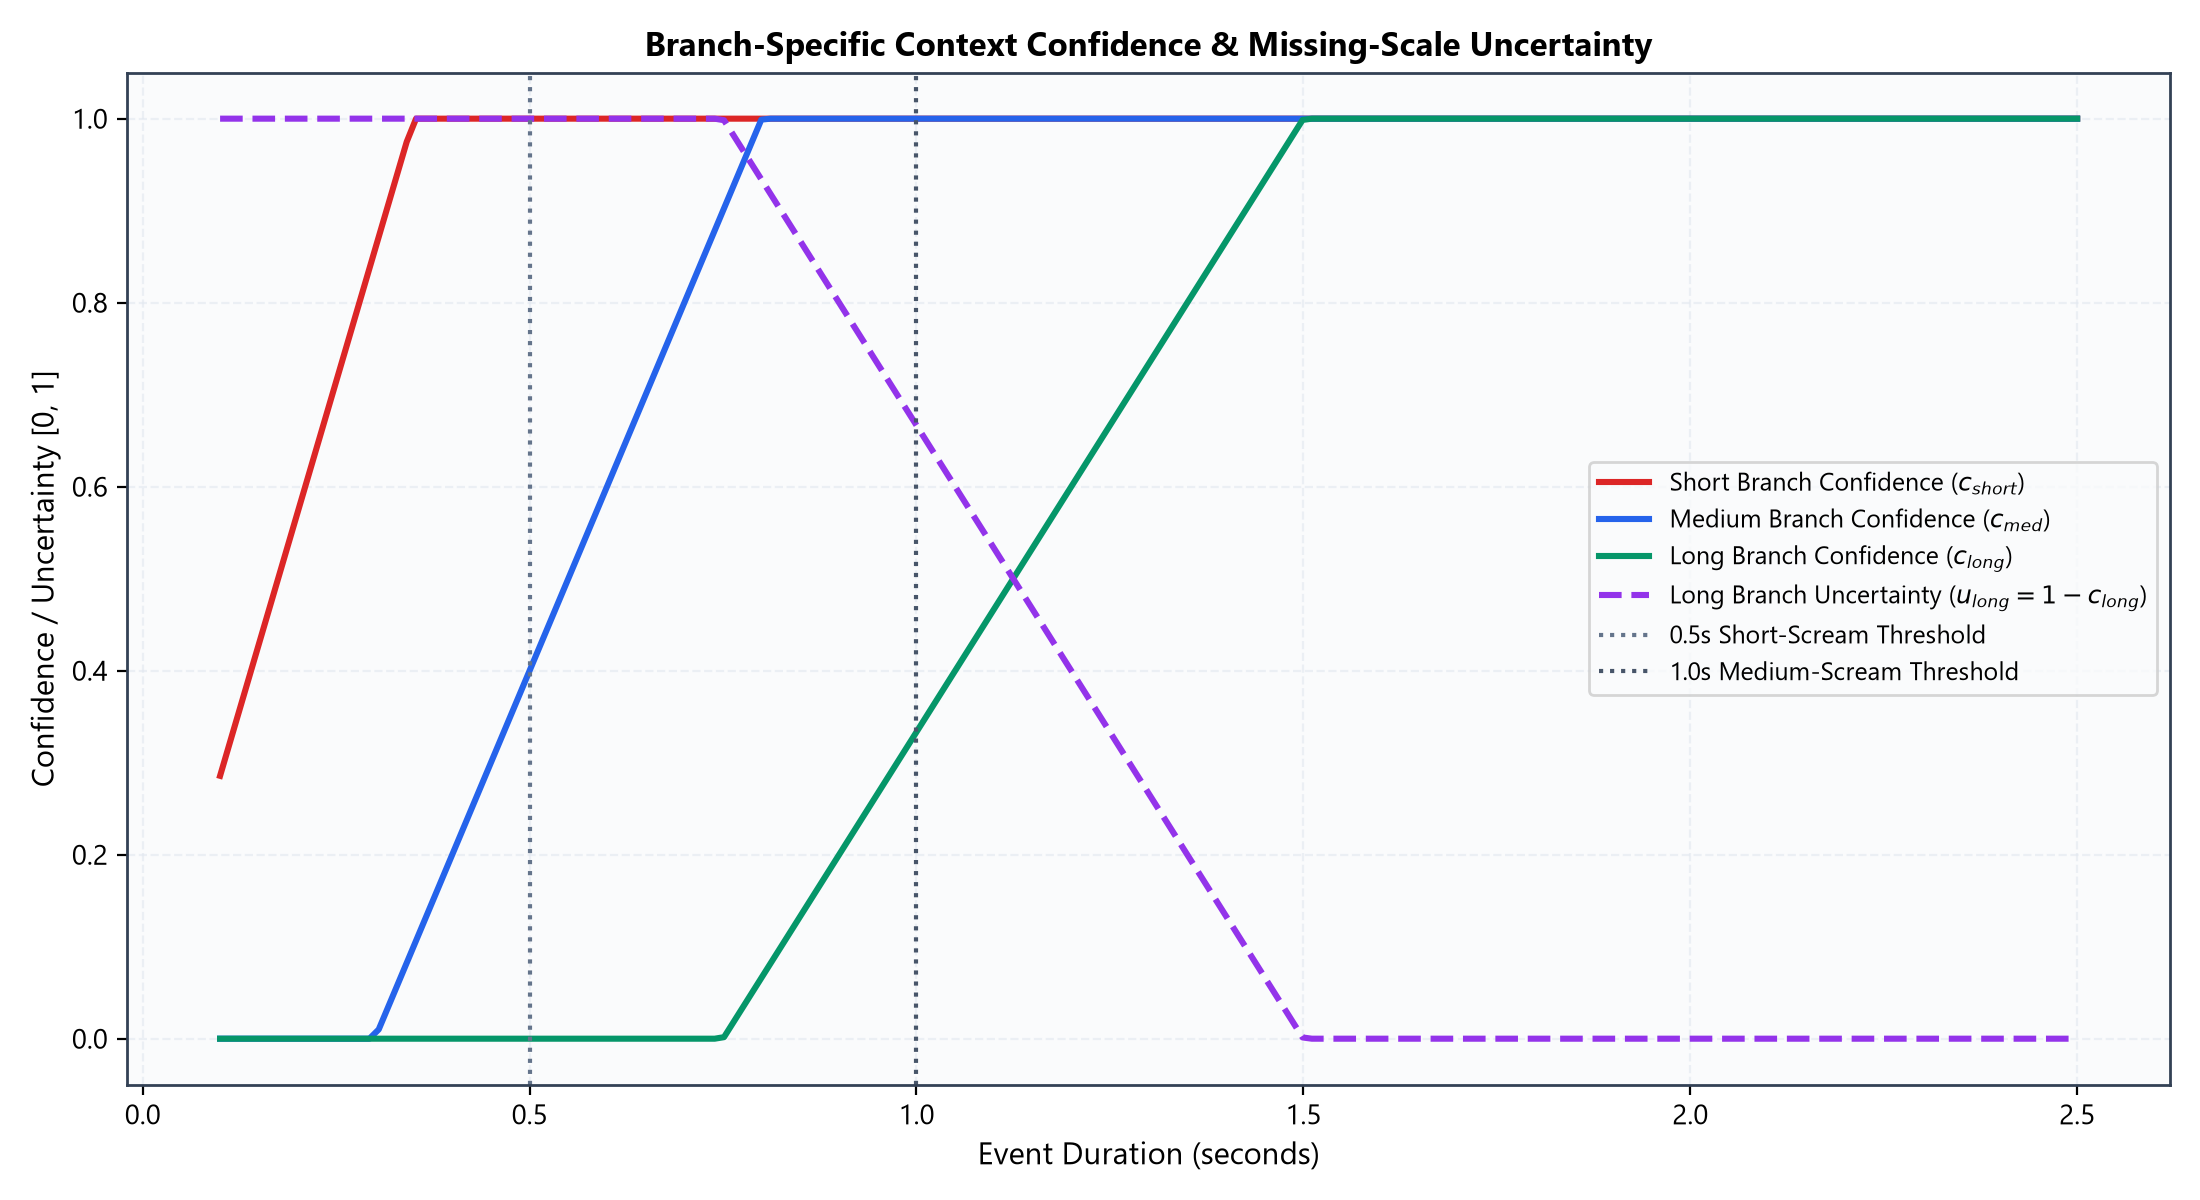 Branch-Specific Context Confidence & Missing-Scale Uncertainty
Confidence / Uncertainty [0, 1]
1.0
0.8
0.6
0.4
0.2
0.0
Short Branch Confidence (c_short)
Medium Branch Confidence (c_med)
Long Branch Confidence (c_long)
Long Branch Uncertainty (u_long = 1 − c_long)
0.5s Short-Scream Threshold
1.0s Medium-Scream Threshold
0.0 0.5 1.0 1.5 2.0 2.5
Event Duration (seconds)